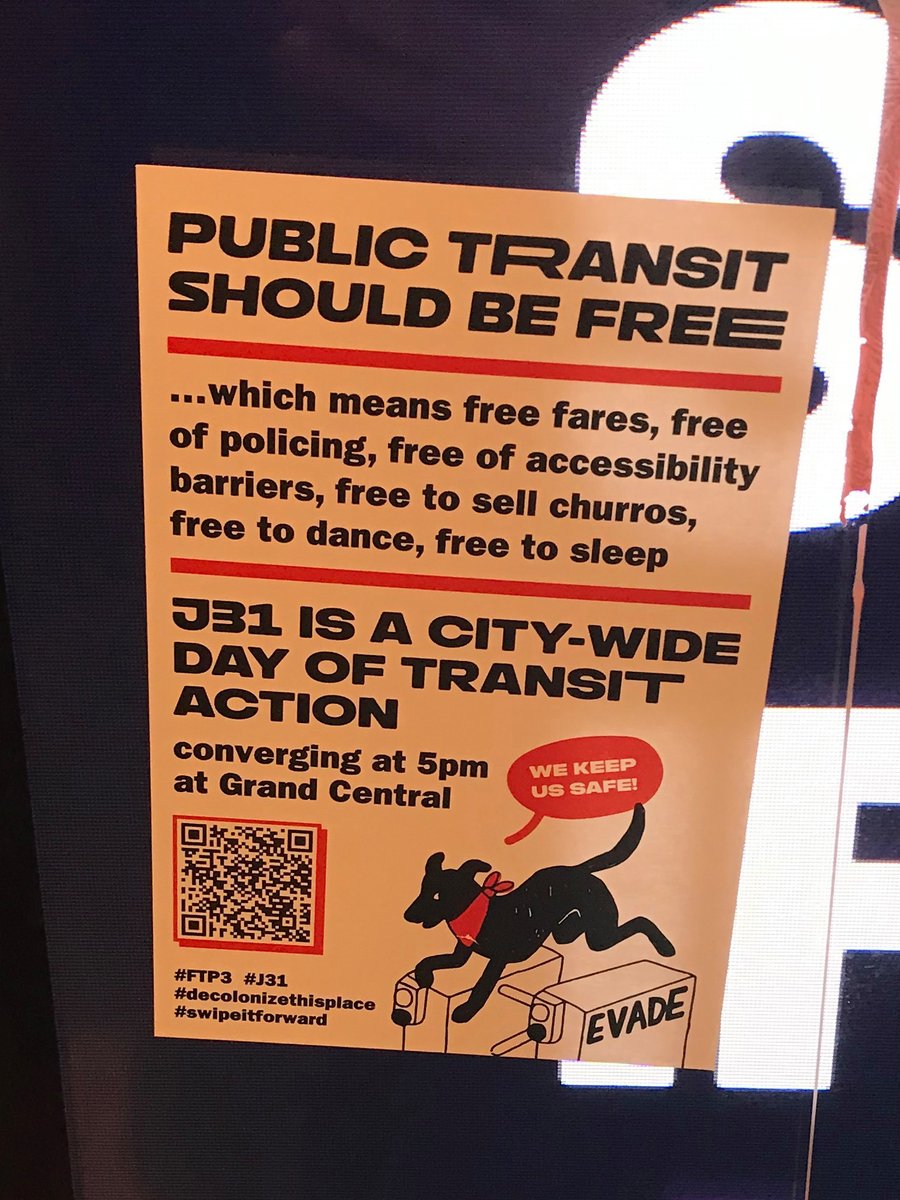 PUBLIC TRANSIT
SHOULD BE FREE
...which means free fares, free
of policing, free of accessibility
barriers, free to sell churros,
free to dance, free to sleep
J31 IS A CITY-WIDE
DAY OF TRANSIT
ACTION
converging at 5pm
at Grand Central
WE KEEP
US SAFE!
#FTP3 #J31
#decolonizethisplace
#swipeitforward
EVADE